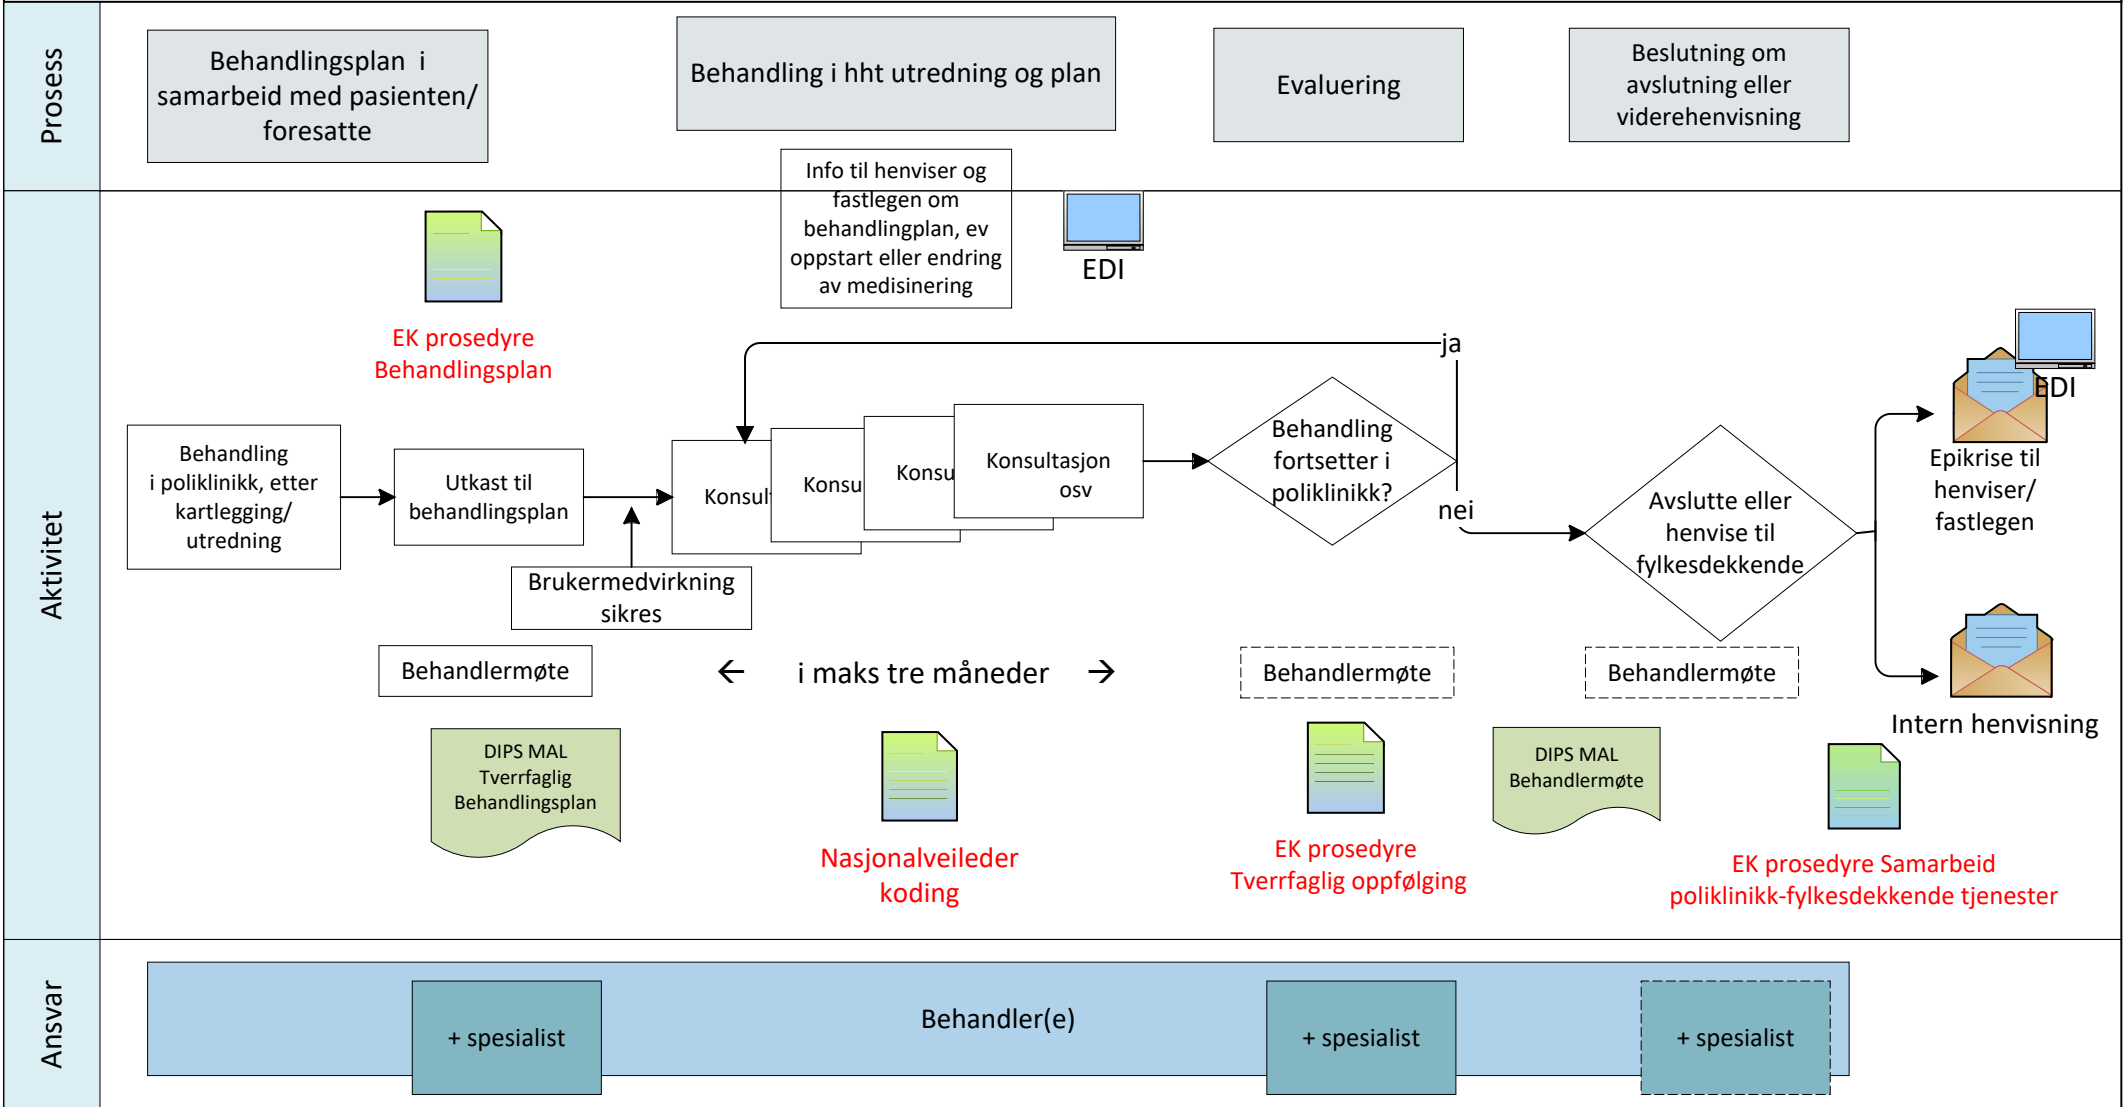 Prosess
Behandlingsplan i
samarbeid med pasienten/
foresatte
Behandling i hht utredning og plan
Evaluering
Beslutning om
avslutning eller
viderehenvisning
Info til henviser og
fastlegen om
behandlingplan, ev
oppstart eller endring
av medisinering
EDI
Aktivitet
EK prosedyre
Behandlingsplan
ja
EDI
Behandling
i poliklinikk, etter
kartlegging/
utredning
Utkast til
behandlingsplan
Konsul
Konsu
Konsu
Konsultasjon
osv
Behandling
fortsetter i
poliklinikk?
nei
Avslutte eller
henvise til
fylkesdekkende
Epikrise til
henviser/
fastlegen
Brukermedvirkning
sikres
Behandlermøte
← i maks tre måneder →
Behandlermøte
Behandlermøte
Intern henvisning
DIPS MAL
Tverrfaglig
Behandlingsplan
Nasjonalveileder
koding
EK prosedyre
Tverrfaglig oppfølging
DIPS MAL
Behandlermøte
EK prosedyre Samarbeid
poliklinikk-fylkesdekkende tjenester
Ansvar
+ spesialist
Behandler(e)
+ spesialist
+ spesialist